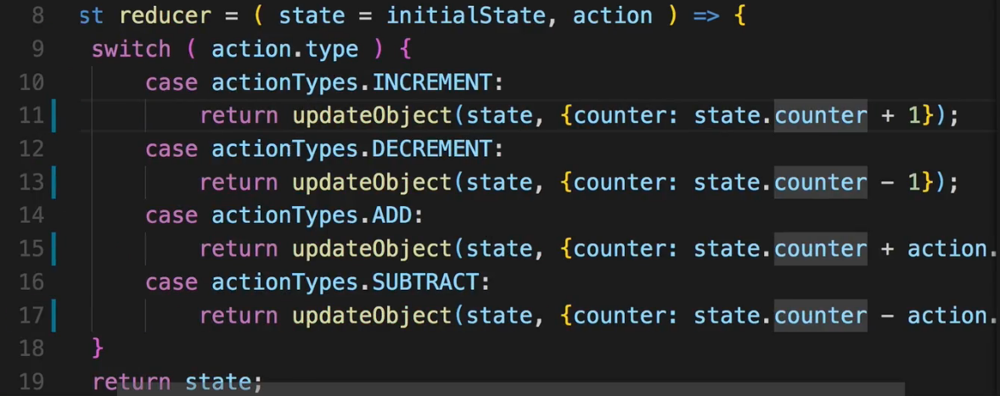 8 st reducer = ( state = initialState, action ) => {
9 switch ( action.type ) {
10 case actionTypes.INCREMENT:
11 return updateObject(state, {counter: state.counter + 1});
12 case actionTypes.DECREMENT:
13 return updateObject(state, {counter: state.counter - 1});
14 case actionTypes.ADD:
15 return updateObject(state, {counter: state.counter + action.
16 case actionTypes.SUBTRACT:
17 return updateObject(state, {counter: state.counter - action.
18 }
19 return state;